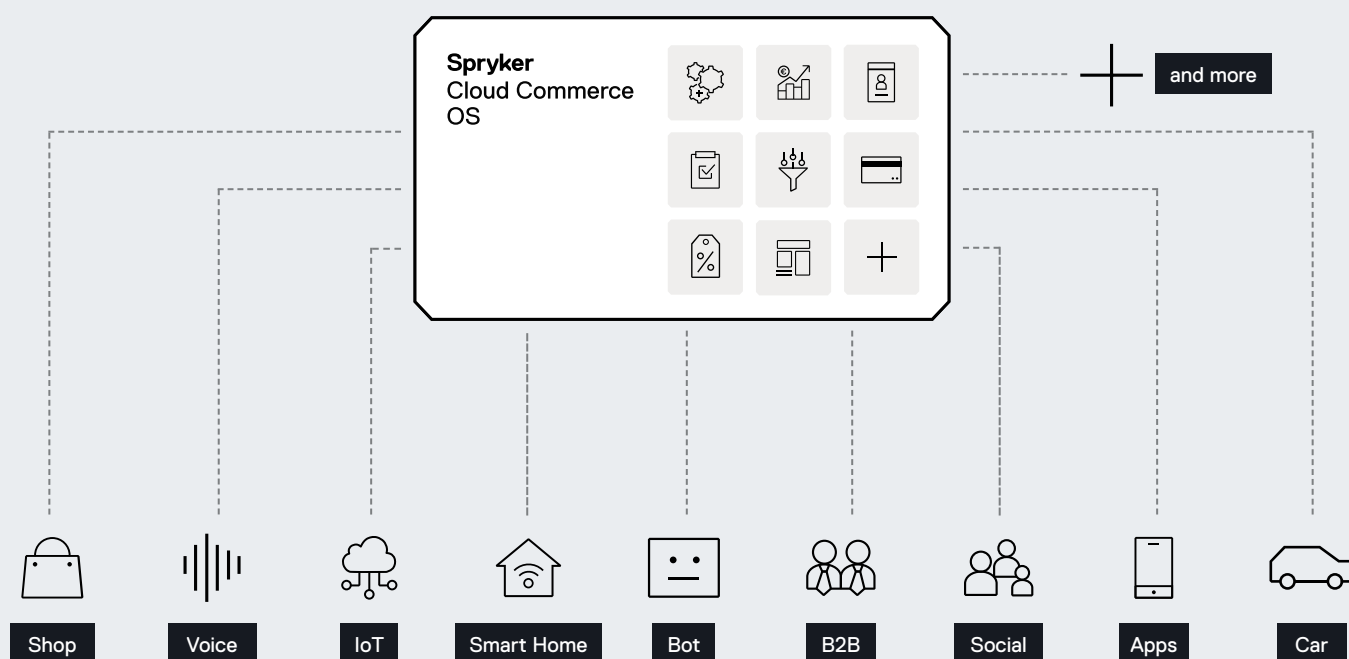 Spryker
Cloud Commerce
OS
and more
Shop
Voice
IoT
Smart Home
Bot
B2B
Social
Apps
Car